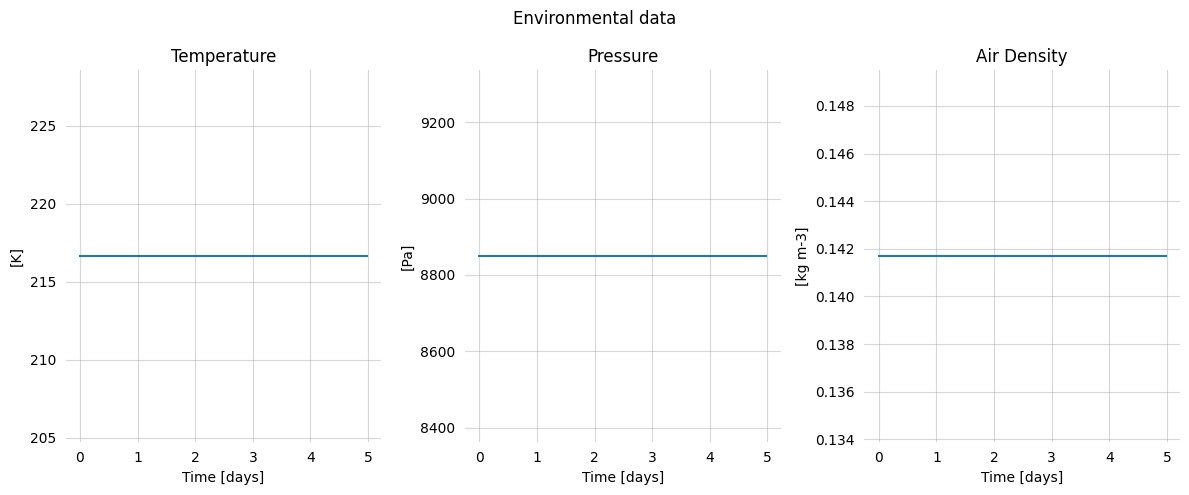 Environmental data
Temperature
Pressure
Air Density
[K]
225
220
215
210
205
0 1 2 3 4 5
Time [days]
[Pa]
9200
9000
8800
8600
8400
0 1 2 3 4 5
Time [days]
[kg m-3]
0.148
0.146
0.144
0.142
0.140
0.138
0.136
0.134
0 1 2 3 4 5
Time [days]